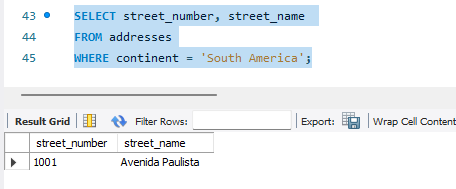 43 SELECT street_number, street_name
44 FROM addresses
45 WHERE continent = 'South America';
Result Grid Filter Rows: Export: Wrap Cell Content
street_number street_name
1001 Avenida Paulista